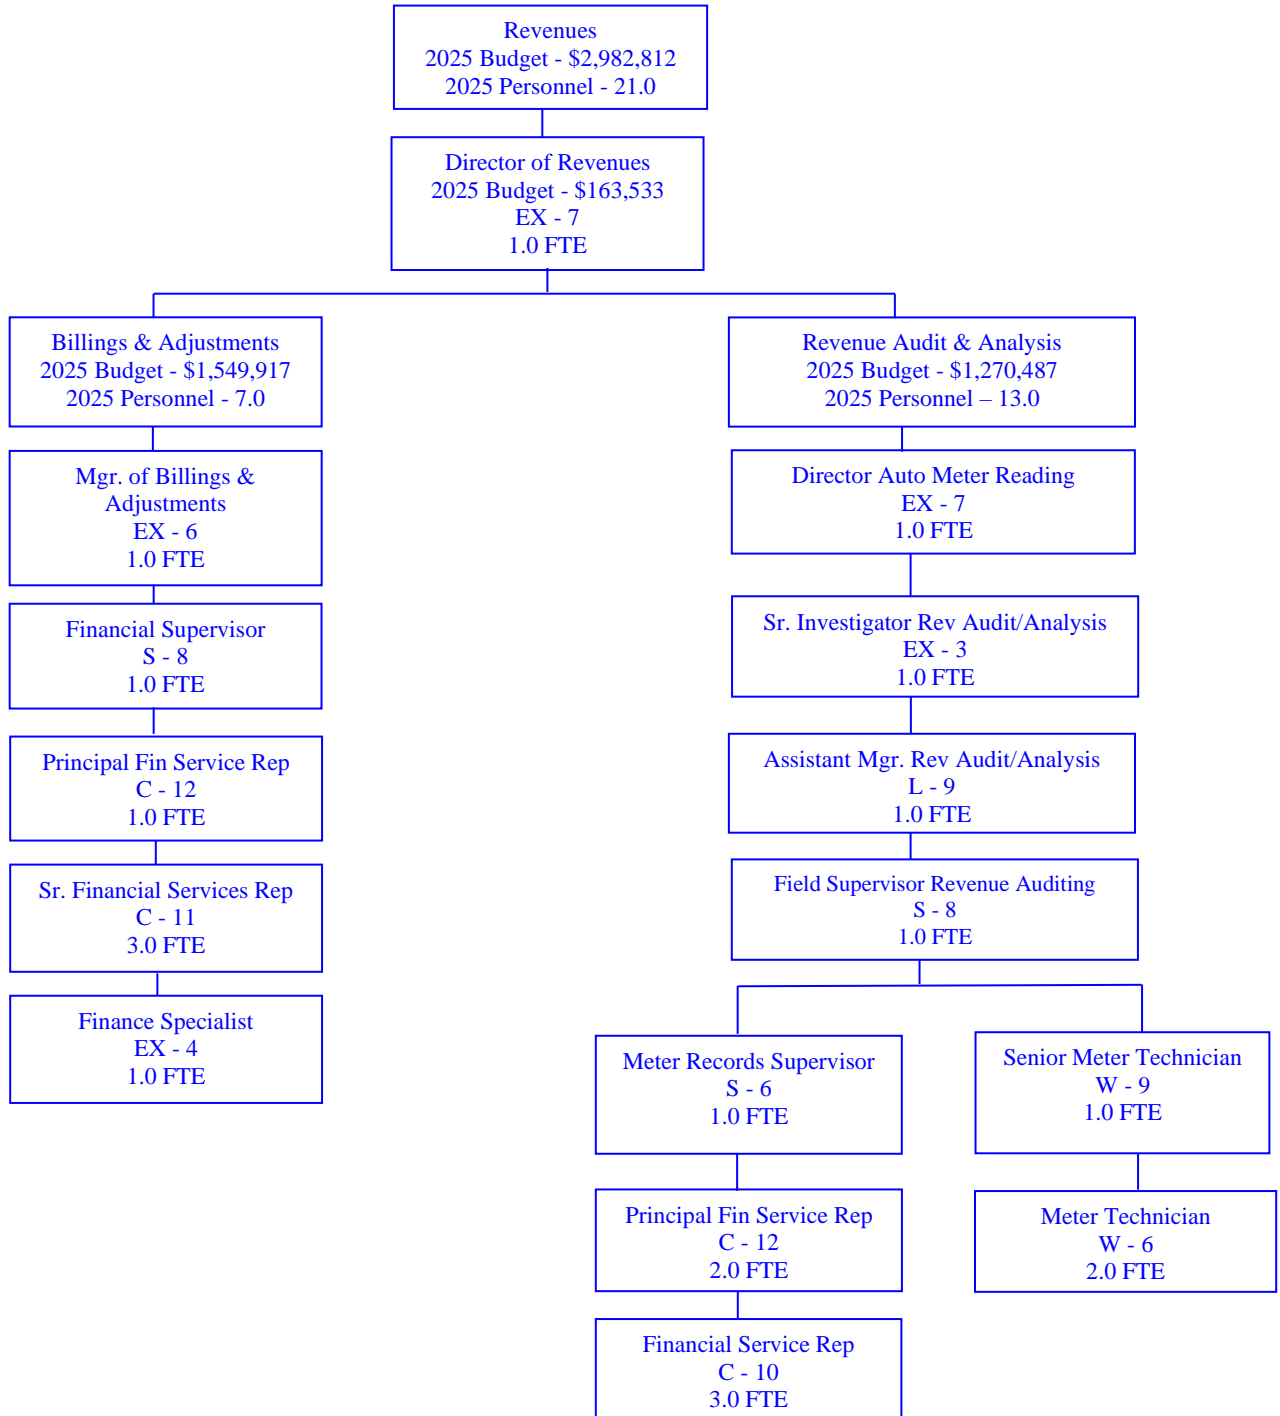 Revenues
2025 Budget - $2,982,812
2025 Personnel - 21.0
Director of Revenues
2025 Budget - $163,533
EX - 7
1.0 FTE
Billings & Adjustments
2025 Budget - $1,549,917
2025 Personnel - 7.0
Mgr. of Billings &
Adjustments
EX - 6
1.0 FTE
Financial Supervisor
S - 8
1.0 FTE
Principal Fin Service Rep
C - 12
1.0 FTE
Sr. Financial Services Rep
C - 11
3.0 FTE
Finance Specialist
EX - 4
1.0 FTE
Revenue Audit & Analysis
2025 Budget - $1,270,487
2025 Personnel – 13.0
Director Auto Meter Reading
EX - 7
1.0 FTE
Sr. Investigator Rev Audit/Analysis
EX - 3
1.0 FTE
Assistant Mgr. Rev Audit/Analysis
L - 9
1.0 FTE
Field Supervisor Revenue Auditing
S - 8
1.0 FTE
Meter Records Supervisor
S - 6
1.0 FTE
Principal Fin Service Rep
C - 12
2.0 FTE
Financial Service Rep
C - 10
3.0 FTE
Senior Meter Technician
W - 9
1.0 FTE
Meter Technician
W - 6
2.0 FTE